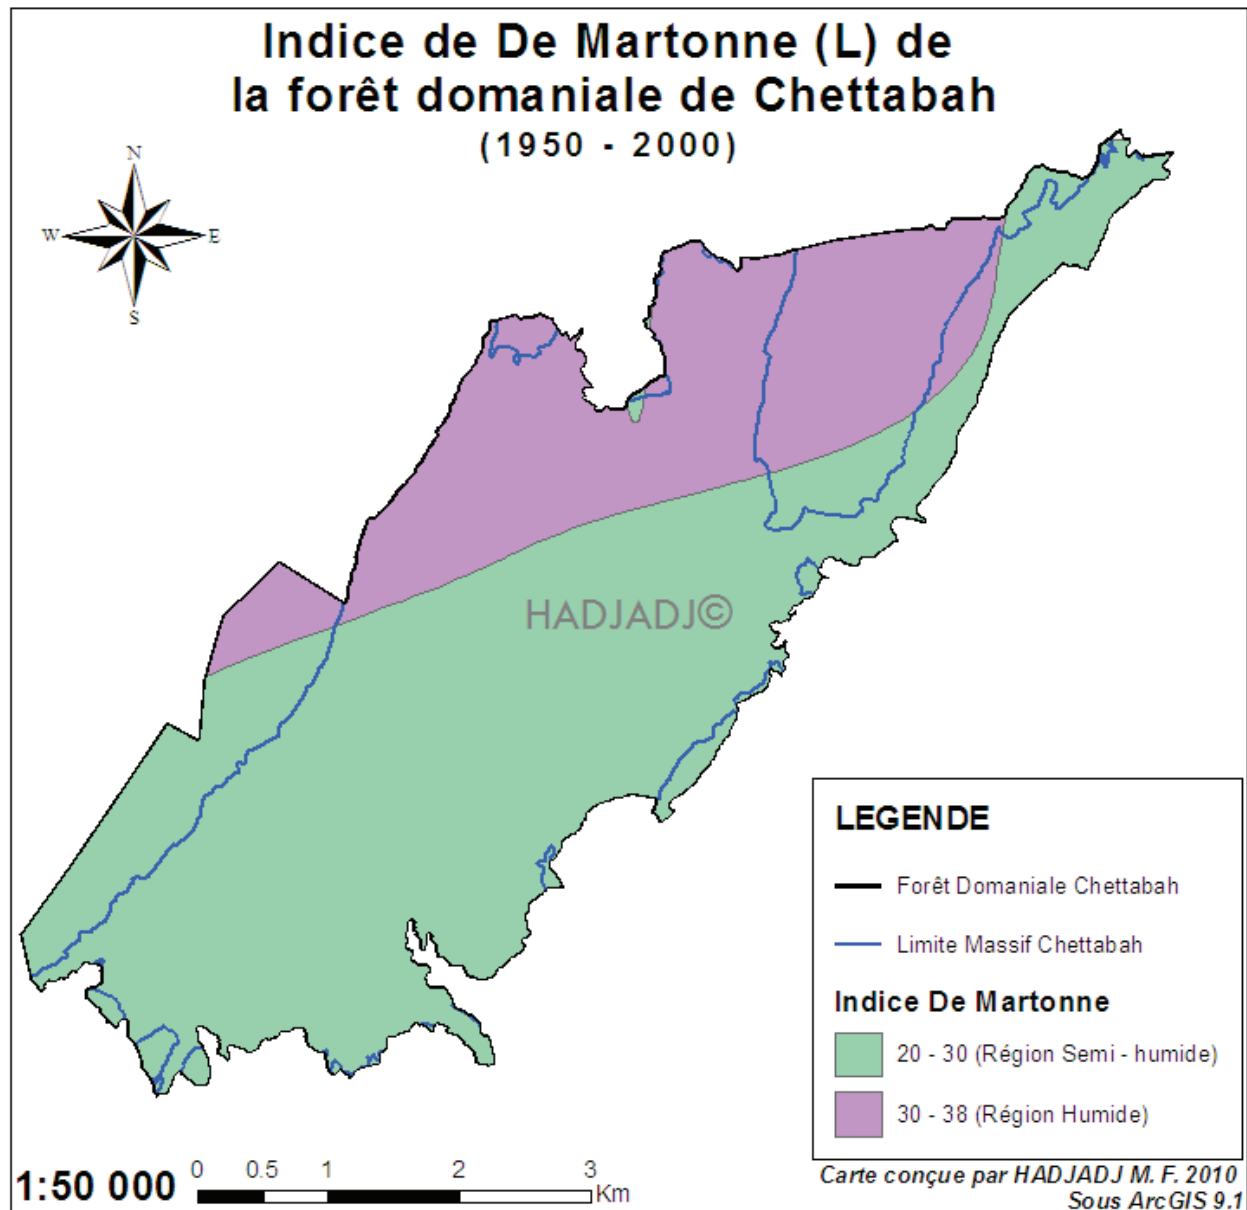 Indice de De Martonne (L) de
la forêt domaniale de Chettabah
(1950 - 2000)
N
W E
S
HADJADJ©
LEGENDE
Forêt Domaniale Chettabah
Limite Massif Chettabah
Indice De Martonne
20 - 30 (Région Semi - humide)
30 - 38 (Région Humide)
1:50 000
0 0.5 1 2 3
Km
Carte conçue par HADJADJ M. F. 2010
Sous ArcGIS 9.1